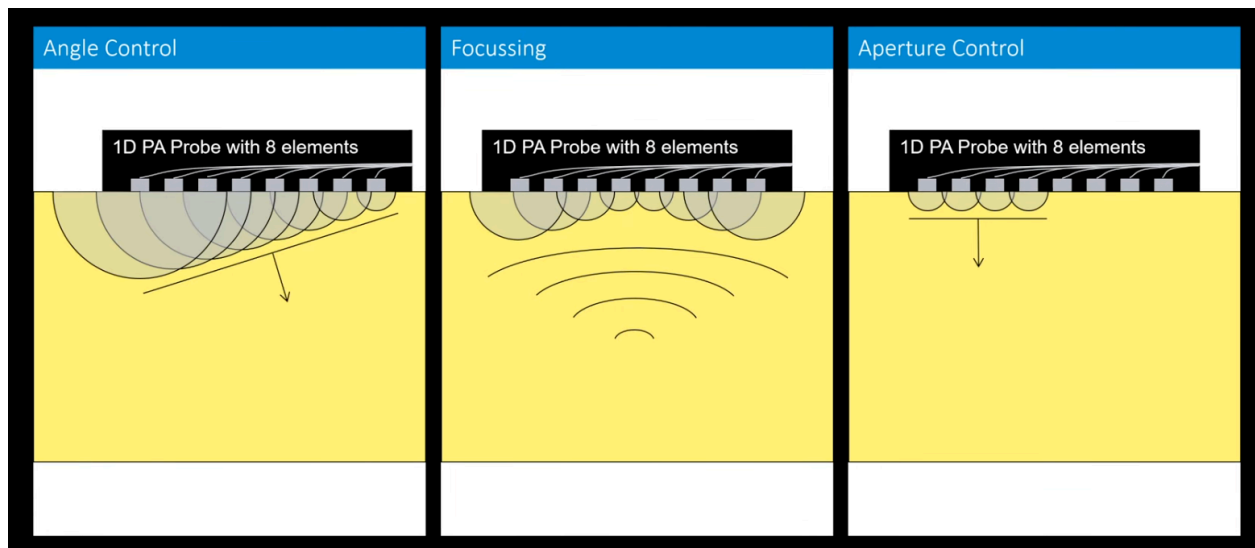 Angle Control
1D PA Probe with 8 elements
Focussing
1D PA Probe with 8 elements
Aperture Control
1D PA Probe with 8 elements